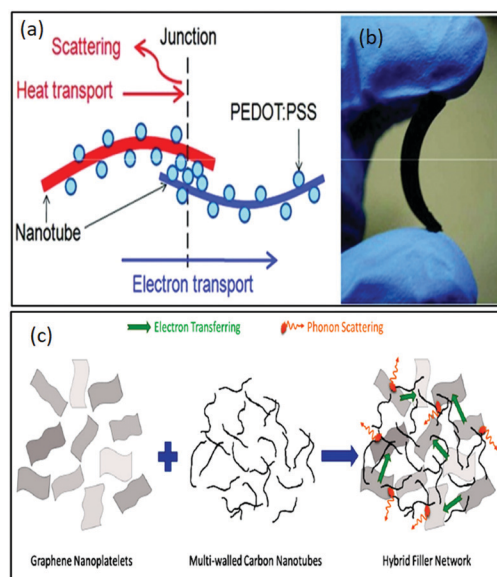 (a)
Scattering
Junction
Heat transport
PEDOT:PSS
Nanotube
Electron transport
(b)
(c)
Electron Transferring
Phonon Scattering
Graphene Nanoplatelets
Multi-walled Carbon Nanotubes
Hybrid Filler Network